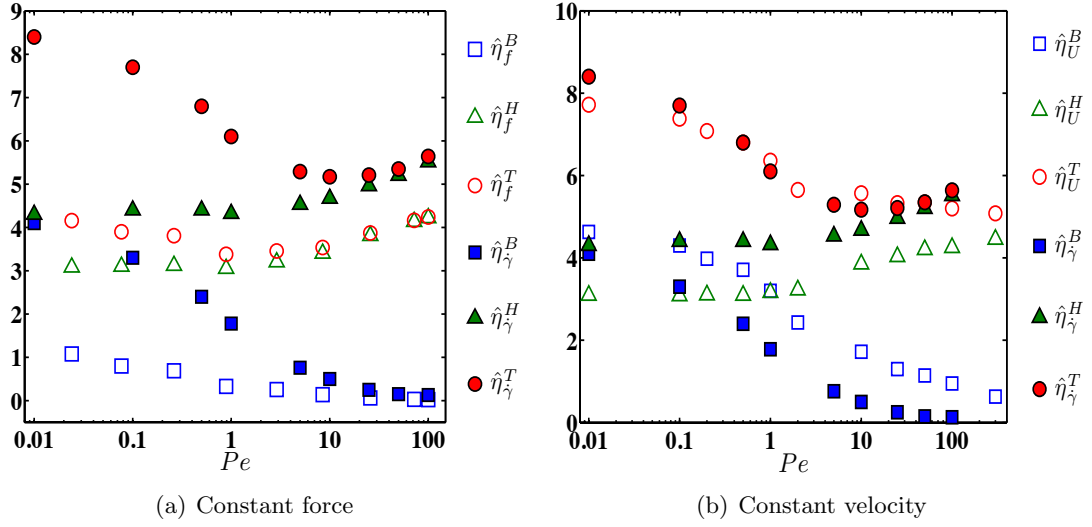 9
8
7
6
5
4
3
2
1
0
0.01 0.1 1 10 100
Pe
η̂_f^B
η̂_f^H
η̂_f^T
η̂_γ̇^B
η̂_γ̇^H
η̂_γ̇^T
(a) Constant force
10
8
6
4
2
0
0.01 0.1 1 10 100
Pe
η̂_U^B
η̂_U^H
η̂_U^T
η̂_γ̇^B
η̂_γ̇^H
η̂_γ̇^T
(b) Constant velocity